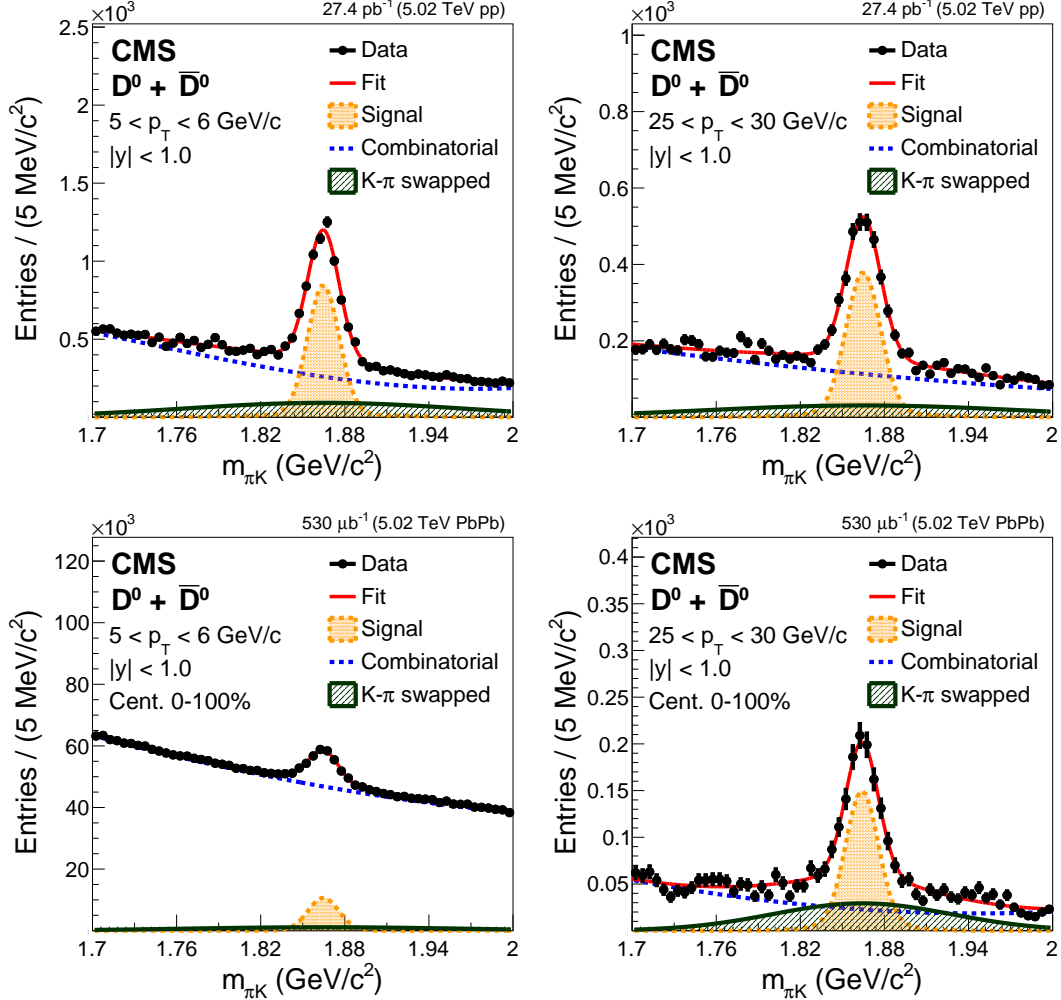 ×10³ 27.4 pb⁻¹ (5.02 TeV pp)
CMS
D⁰ + D̅⁰
5 < p_T < 6 GeV/c
|y| < 1.0
Data
Fit
Signal
Combinatorial
K-π swapped
Entries / (5 MeV/c²)
2.5
2
1.5
1
0.5
1.7 1.76 1.82 1.88 1.94 2
m_πK (GeV/c²)
×10³ 27.4 pb⁻¹ (5.02 TeV pp)
CMS
D⁰ + D̅⁰
25 < p_T < 30 GeV/c
|y| < 1.0
Data
Fit
Signal
Combinatorial
K-π swapped
Entries / (5 MeV/c²)
1
0.8
0.6
0.4
0.2
1.7 1.76 1.82 1.88 1.94 2
m_πK (GeV/c²)
×10³ 530 μb⁻¹ (5.02 TeV PbPb)
CMS
D⁰ + D̅⁰
5 < p_T < 6 GeV/c
|y| < 1.0
Cent. 0-100%
Data
Fit
Signal
Combinatorial
K-π swapped
Entries / (5 MeV/c²)
120
100
80
60
40
20
1.7 1.76 1.82 1.88 1.94 2
m_πK (GeV/c²)
×10³ 530 μb⁻¹ (5.02 TeV PbPb)
CMS
D⁰ + D̅⁰
25 < p_T < 30 GeV/c
|y| < 1.0
Cent. 0-100%
Data
Fit
Signal
Combinatorial
K-π swapped
Entries / (5 MeV/c²)
0.4
0.35
0.3
0.25
0.2
0.15
0.1
0.05
1.7 1.76 1.82 1.88 1.94 2
m_πK (GeV/c²)